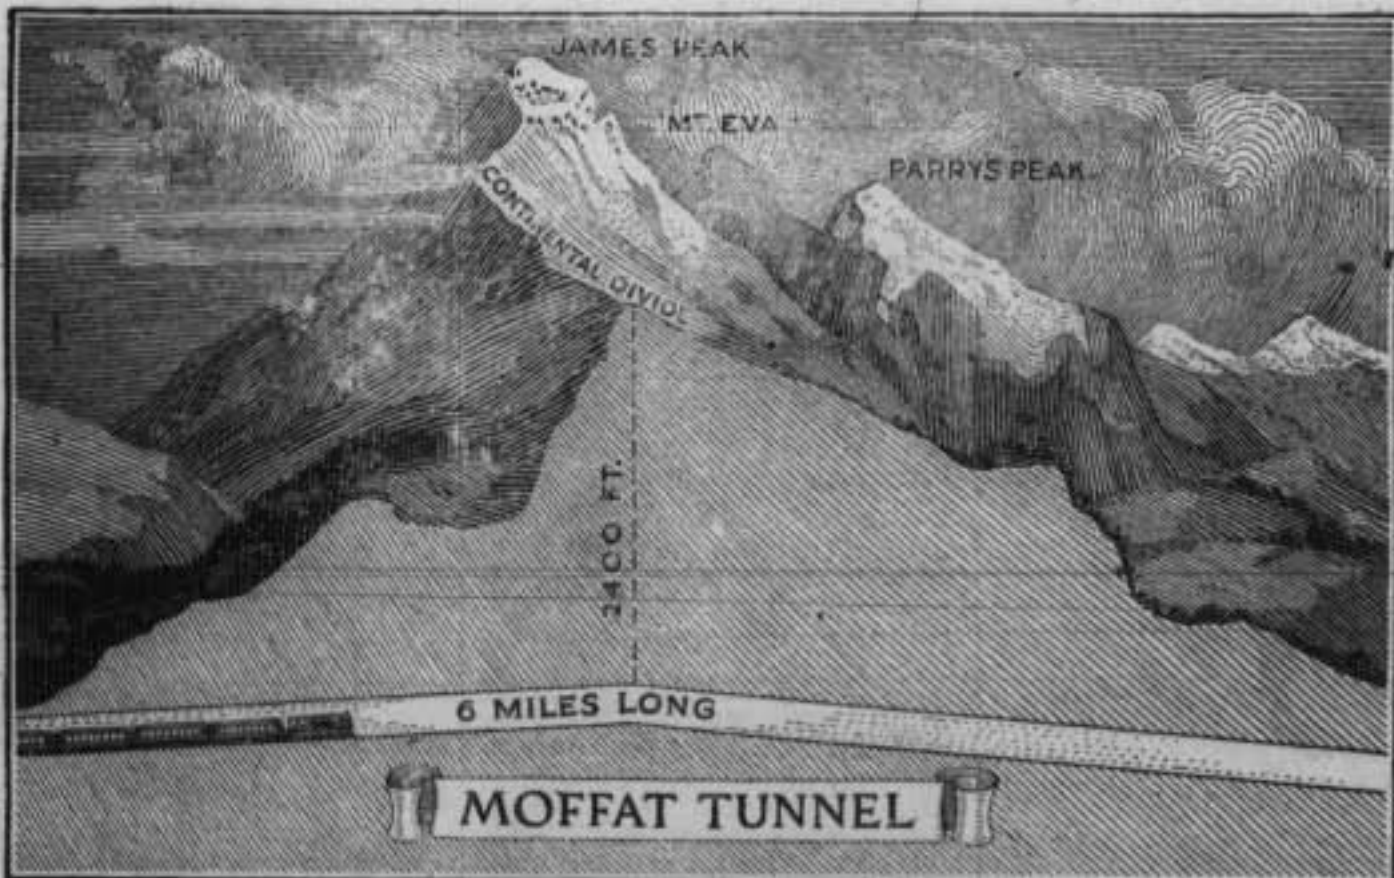 JAMES PEAK
MT. EVA
PARRYS PEAK
CONTINENTAL DIVIDE
2400 FT.
6 MILES LONG
MOFFAT TUNNEL